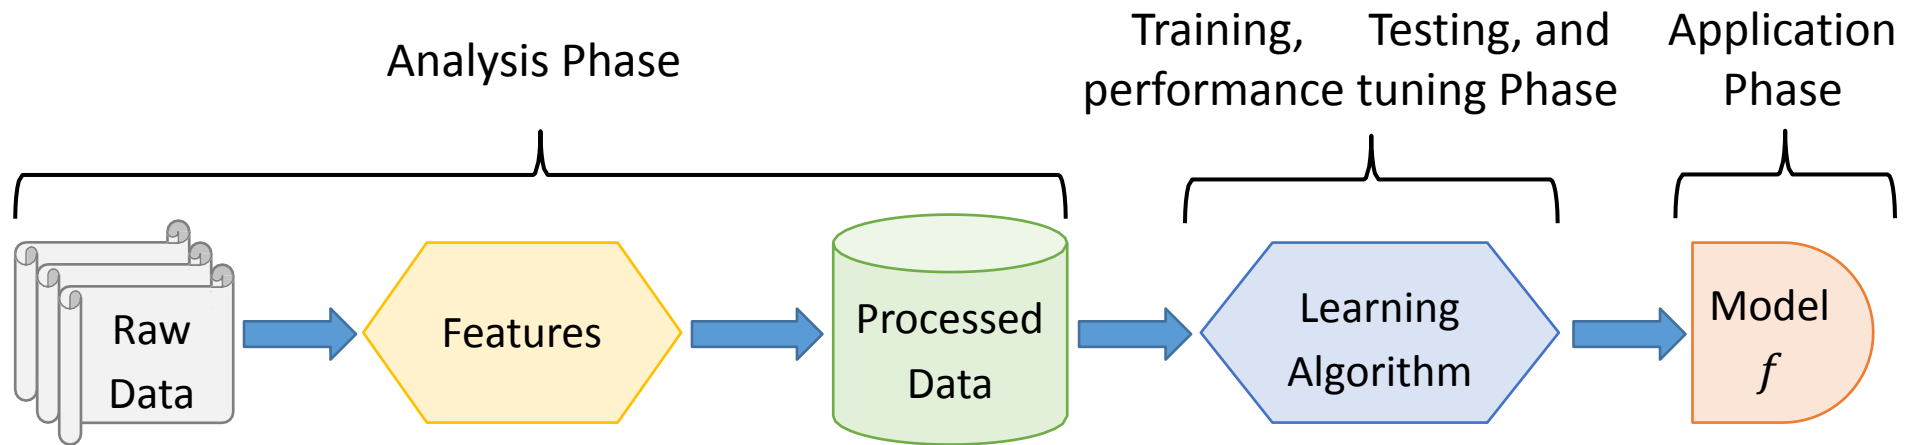 Analysis Phase
Training, Testing, and
performance tuning Phase
Application
Phase
Raw
Data
Features
Processed
Data
Learning
Algorithm
Model
f